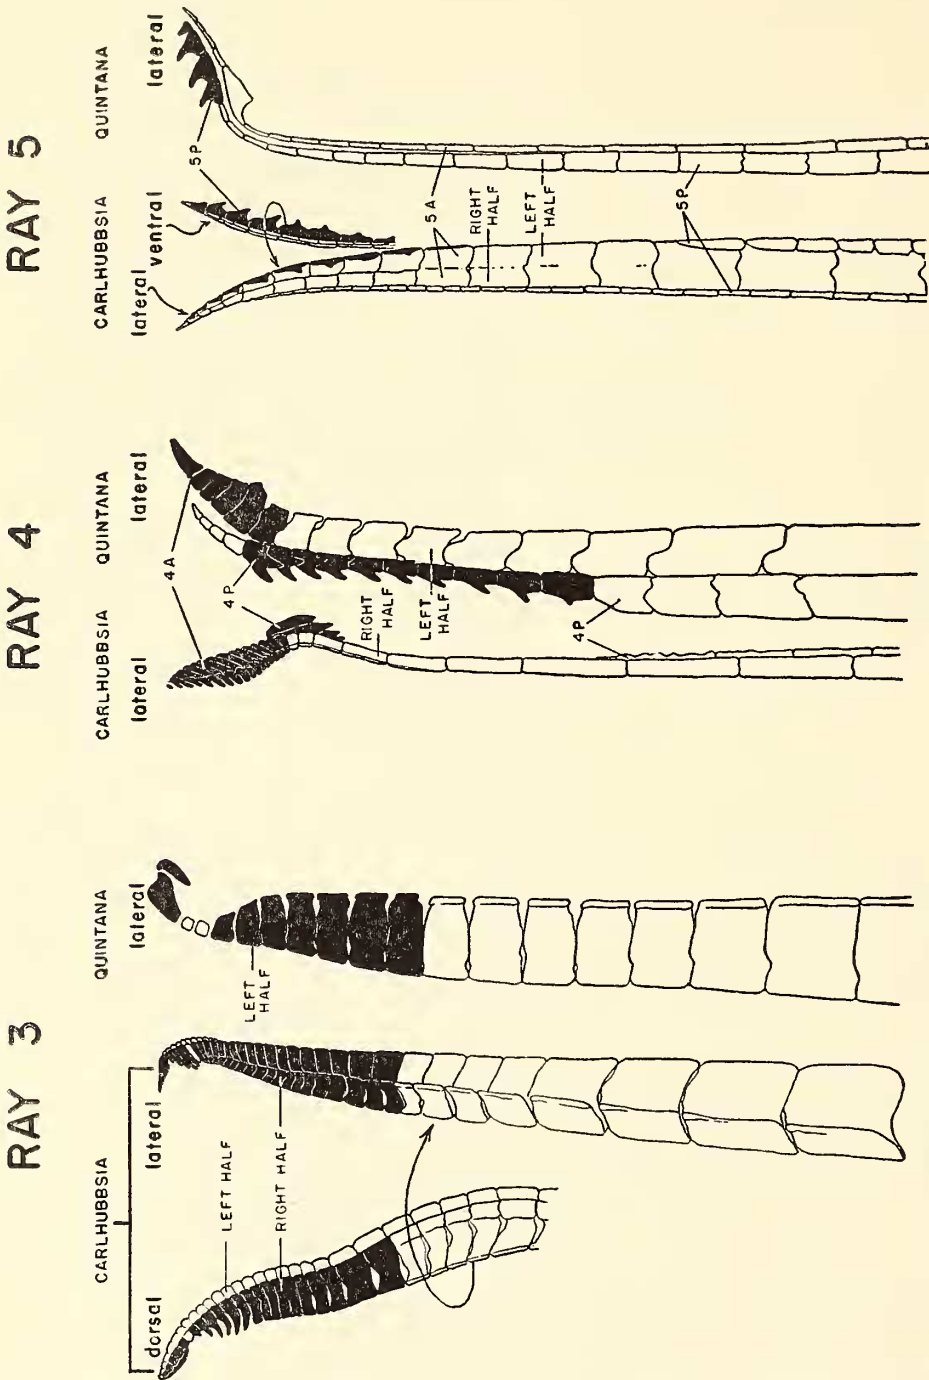 RAY 3
CARLHUBBSIA
QUINTANA
dorsal
lateral
lateral
LEFT HALF
RIGHT HALF
LEFT
HALF
RAY 4
CARLHUBBSIA
QUINTANA
lateral
lateral
4A
4P
RIGHT
HALF
LEFT
HALF
4P
RAY 5
CARLHUBBSIA
QUINTANA
lateral
ventral
lateral
5P
5A
RIGHT
HALF
LEFT
HALF
5P